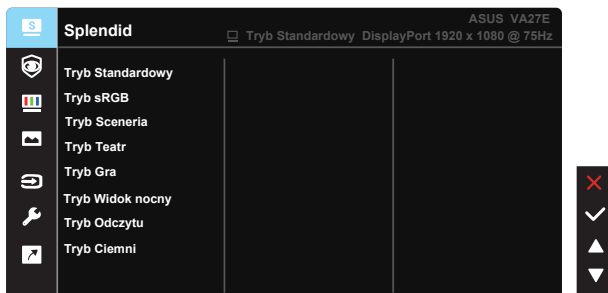 S
Splendid
ASUS VA27E
Tryb Standardowy DisplayPort 1920 x 1080 @ 75Hz
Tryb Standardowy
Tryb sRGB
Tryb Sceneria
Tryb Teatr
Tryb Gra
Tryb Widok nocny
Tryb Odczytu
Tryb Ciemni